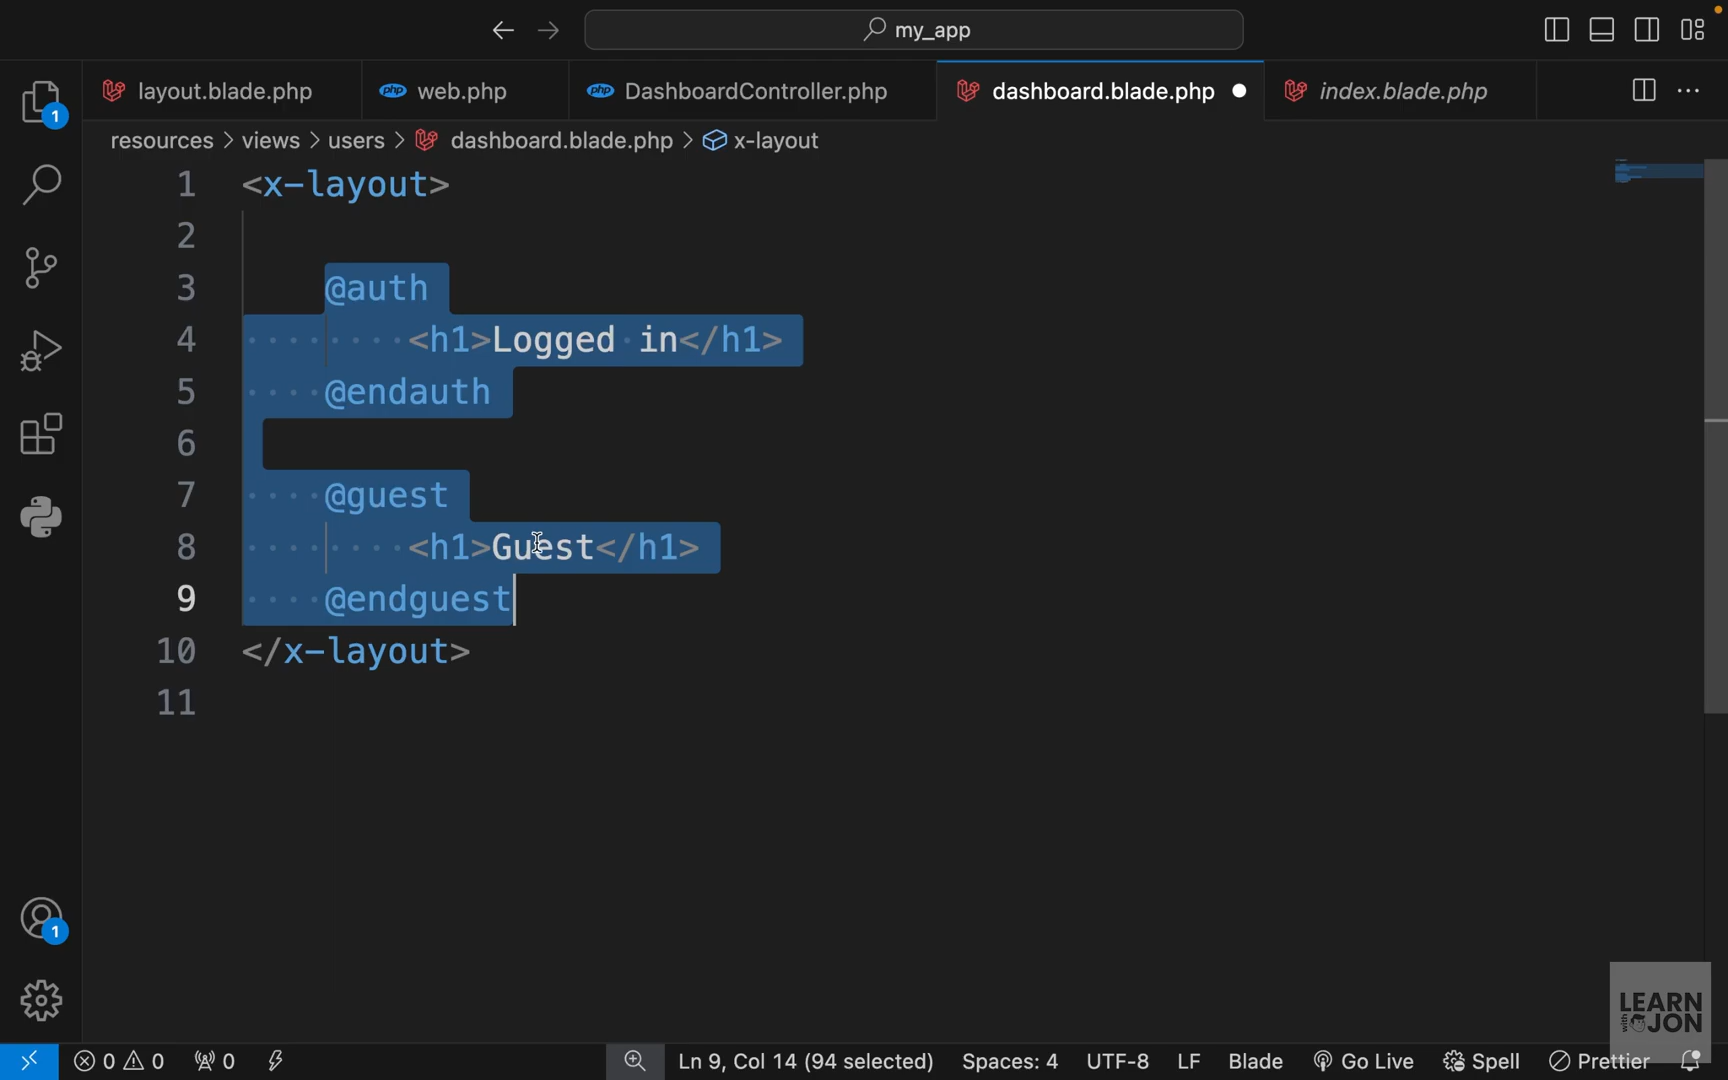 my_app
layout.blade.php
web.php
DashboardController.php
dashboard.blade.php
index.blade.php
resources > views > users > dashboard.blade.php > x-layout
1 <x-layout>
2
3 @auth
4 <h1>Logged in</h1>
5 @endauth
6
7 @guest
8 <h1>Guest</h1>
9 @endguest
10 </x-layout>
11
1
1
LEARN
with JON
0 0 0 Ln 9, Col 14 (94 selected) Spaces: 4 UTF-8 LF Blade Go Live Spell Prettier